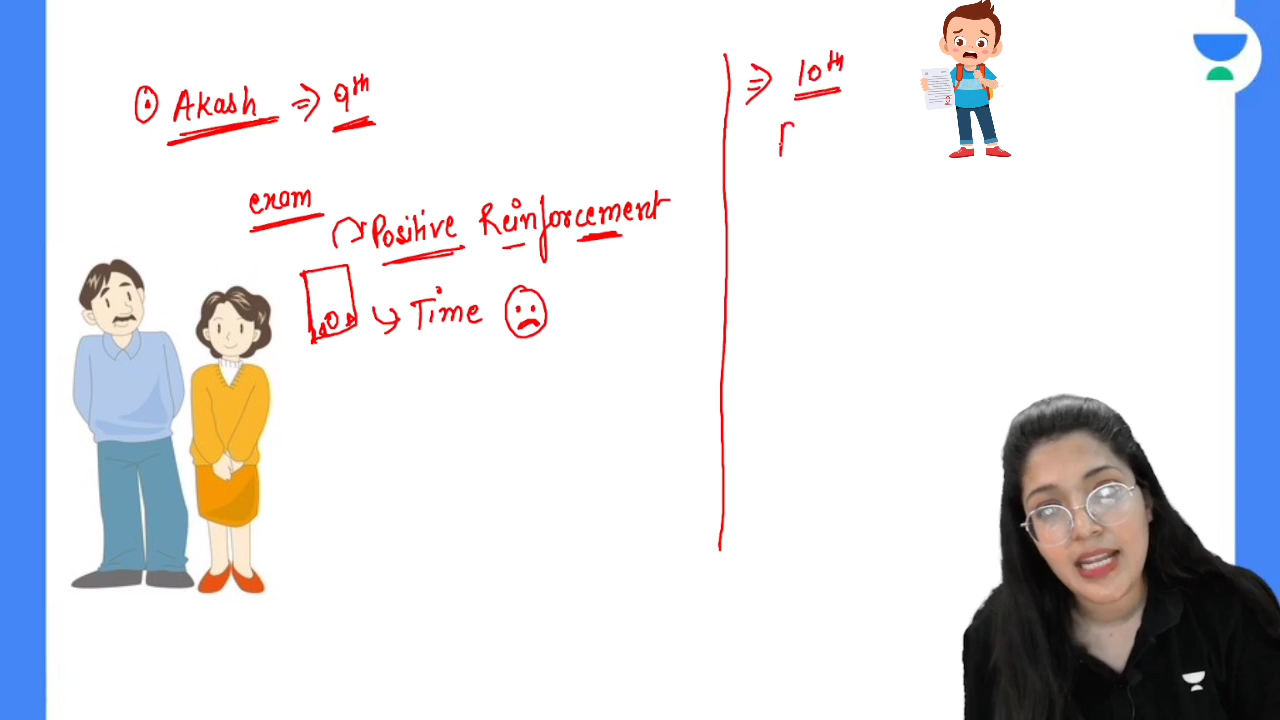 Akash ⇒ 9th
exam
Positive Reinforcement
Time
⇒ 10th